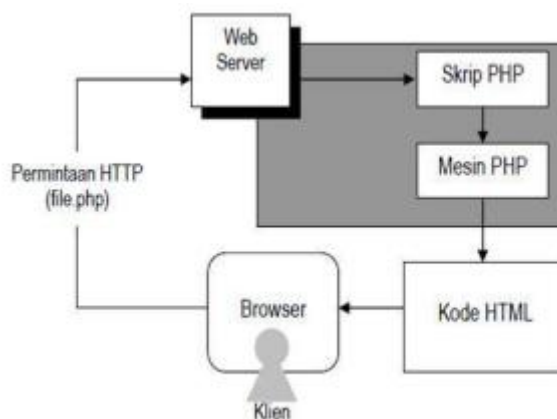 Web
Server
Skrip PHP
Mesin PHP
Permintaan HTTP
(file.php)
Browser
Kode HTML
Klien